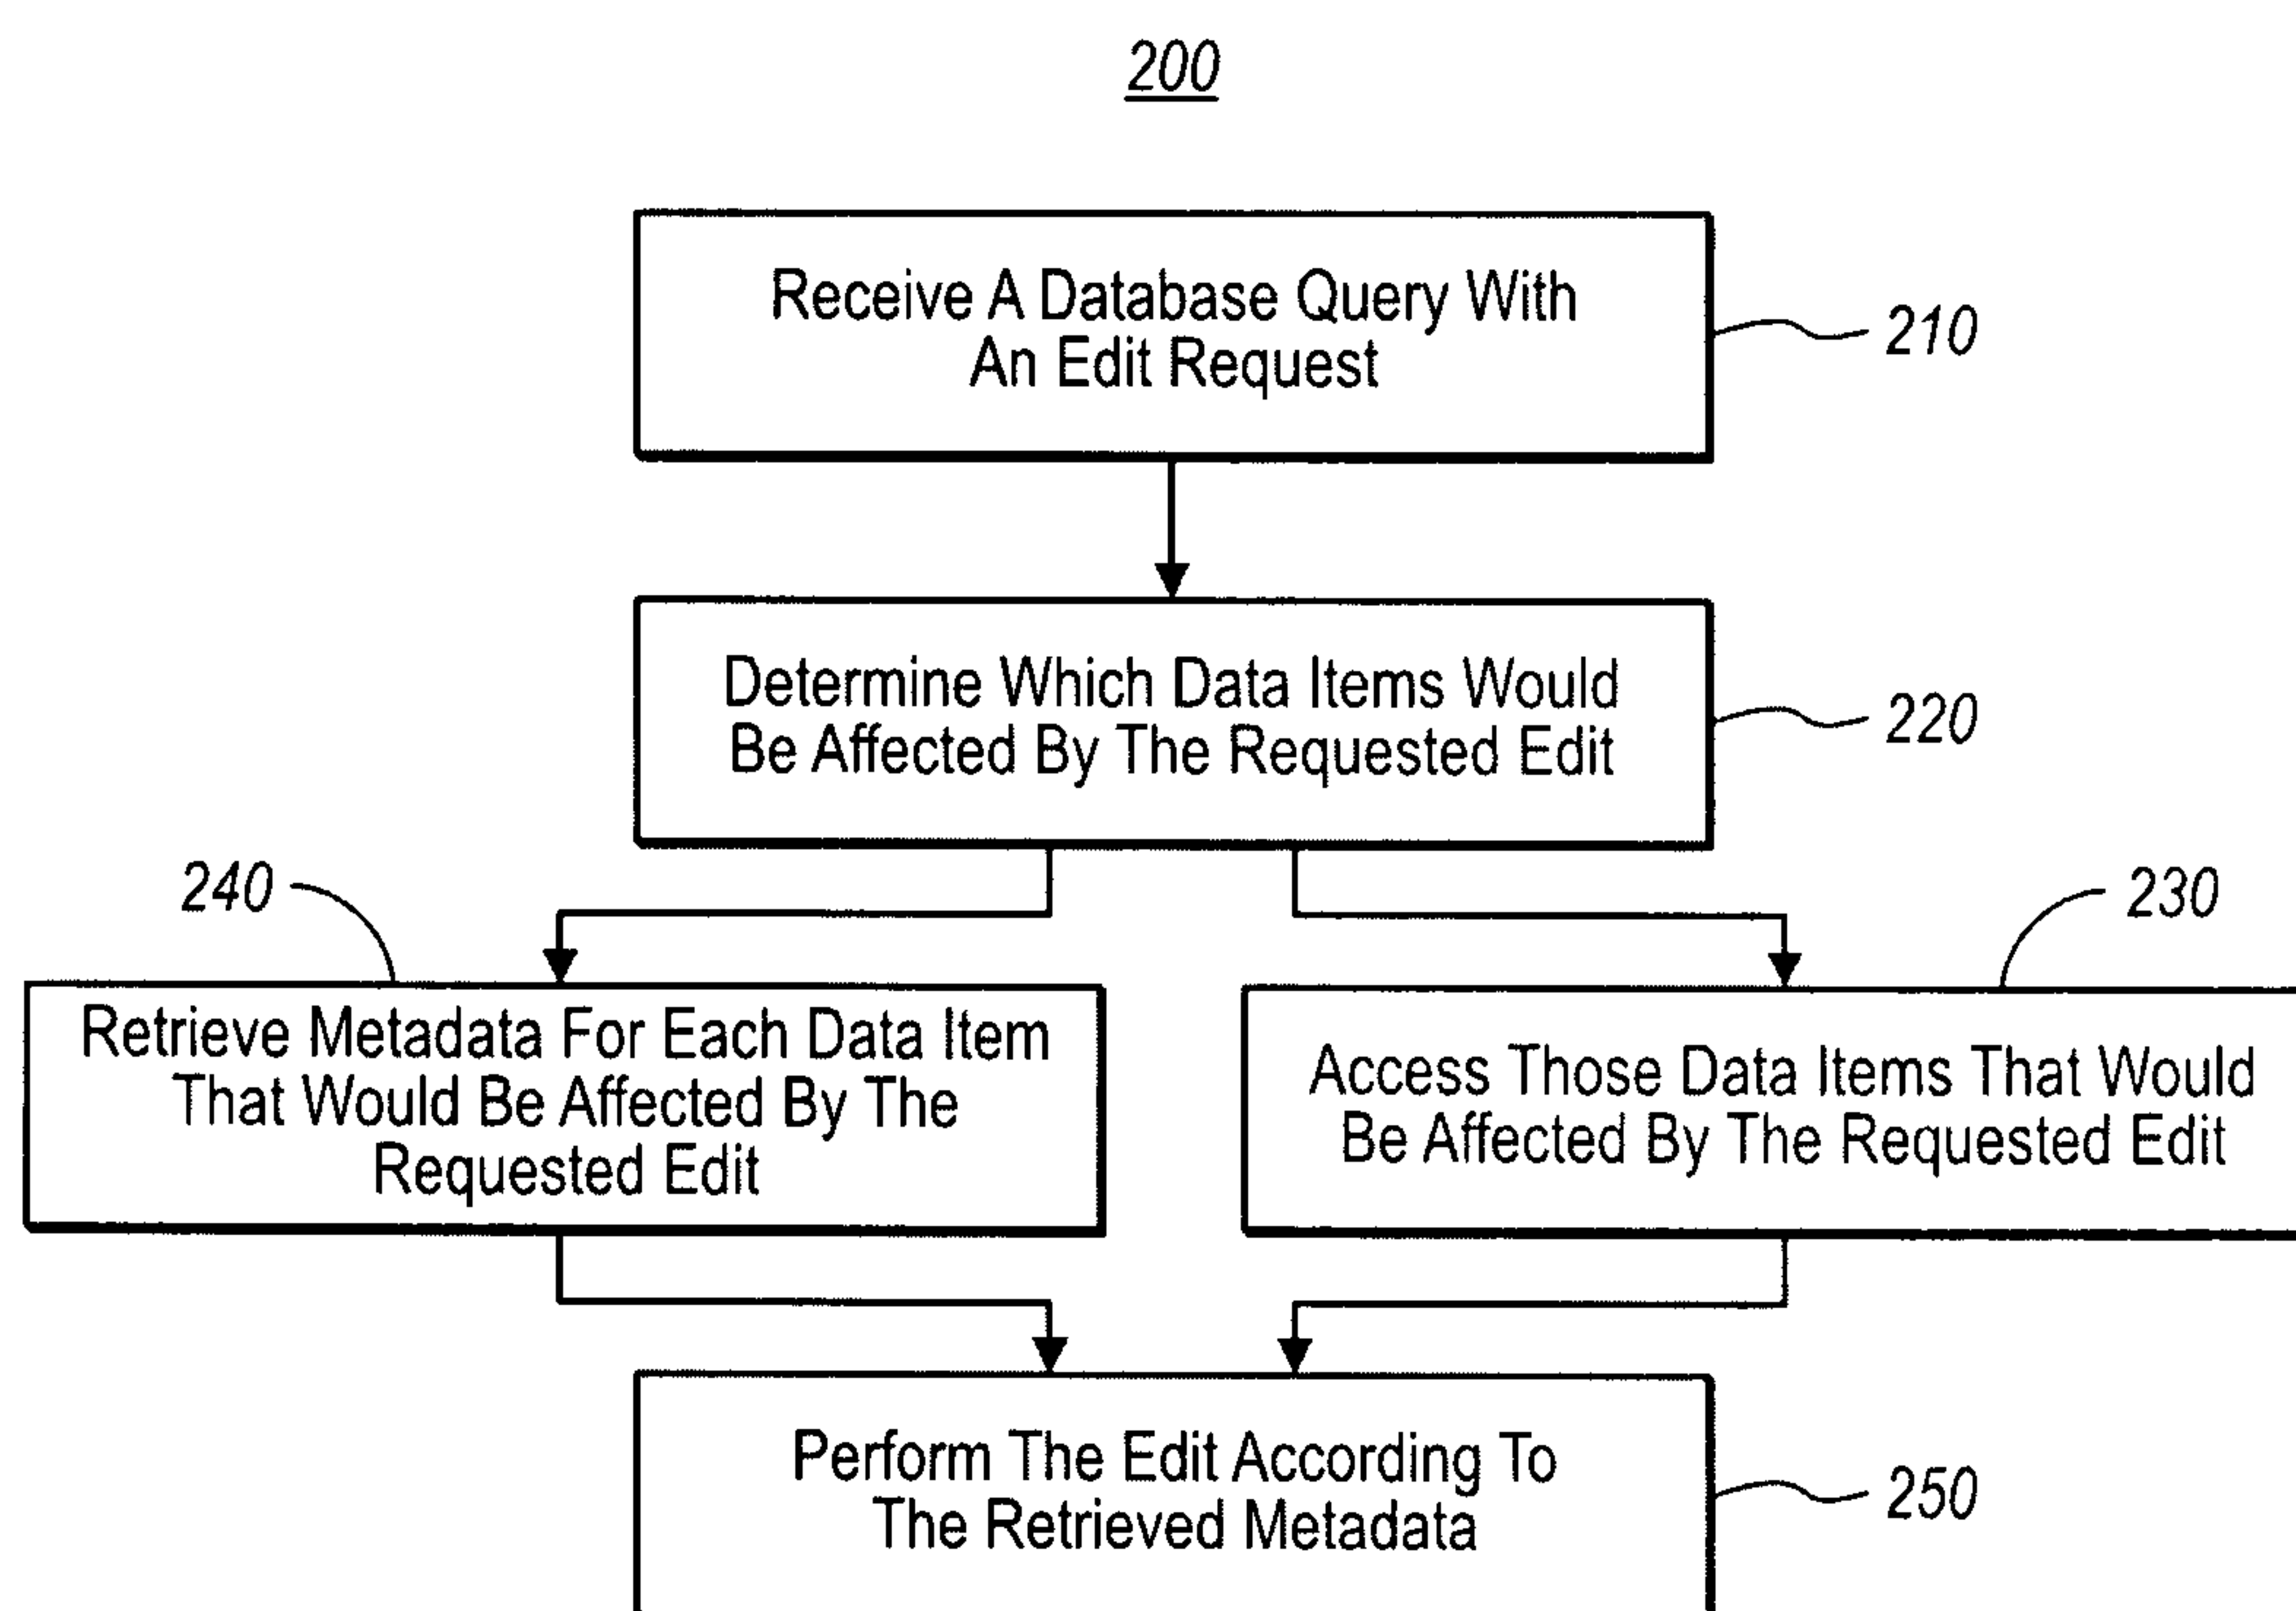 200
Receive A Database Query With
An Edit Request
210
Determine Which Data Items Would
Be Affected By The Requested Edit
220
240
230
Retrieve Metadata For Each Data Item
That Would Be Affected By The
Requested Edit
Access Those Data Items That Would
Be Affected By The Requested Edit
Perform The Edit According To
The Retrieved Metadata
250